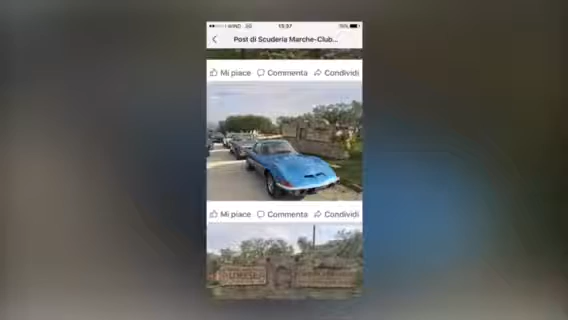 WIND
15:37
Post di Scuderia Marche-Club...
Mi piace Commenta Condividi
Mi piace Commenta Condividi